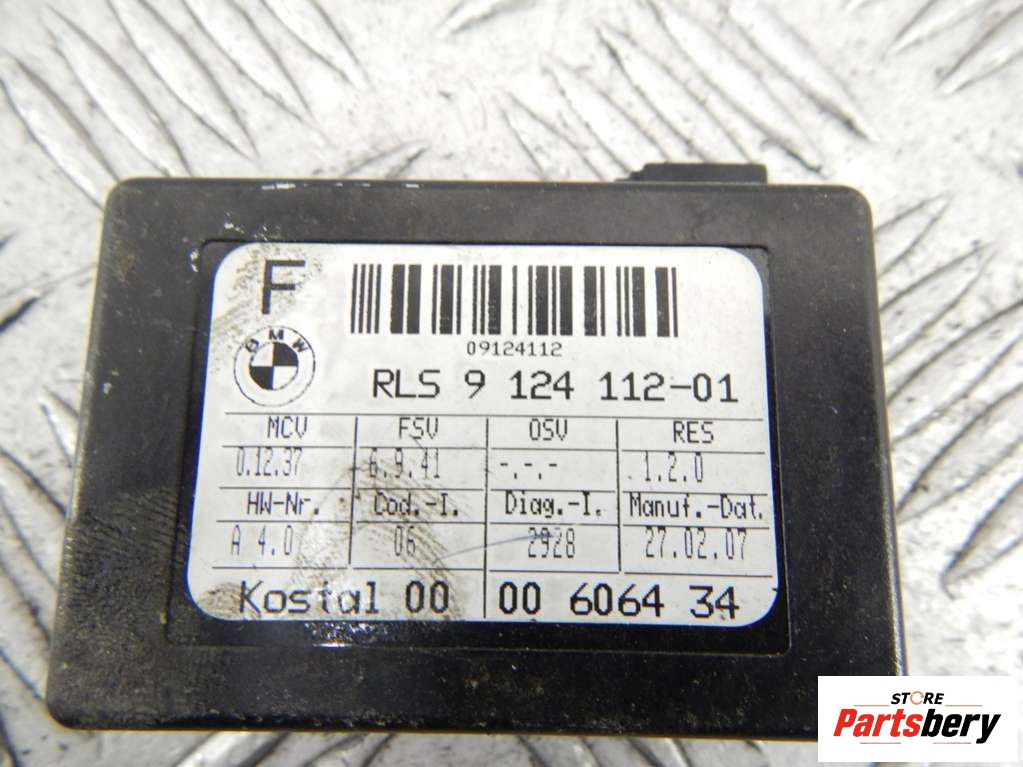 F
BMW
09124112
RLS 9 124 112-01
MCV FSV OSV RES
0.12.37 6.9.41 -.-.- 1.2.0
HW-Nr. Cod.-I. Diag.-I. Manuf.-Dat.
A 4.0 06 2928 27.02.07
Kostal 00 00 6064 34
STORE
Partsbery